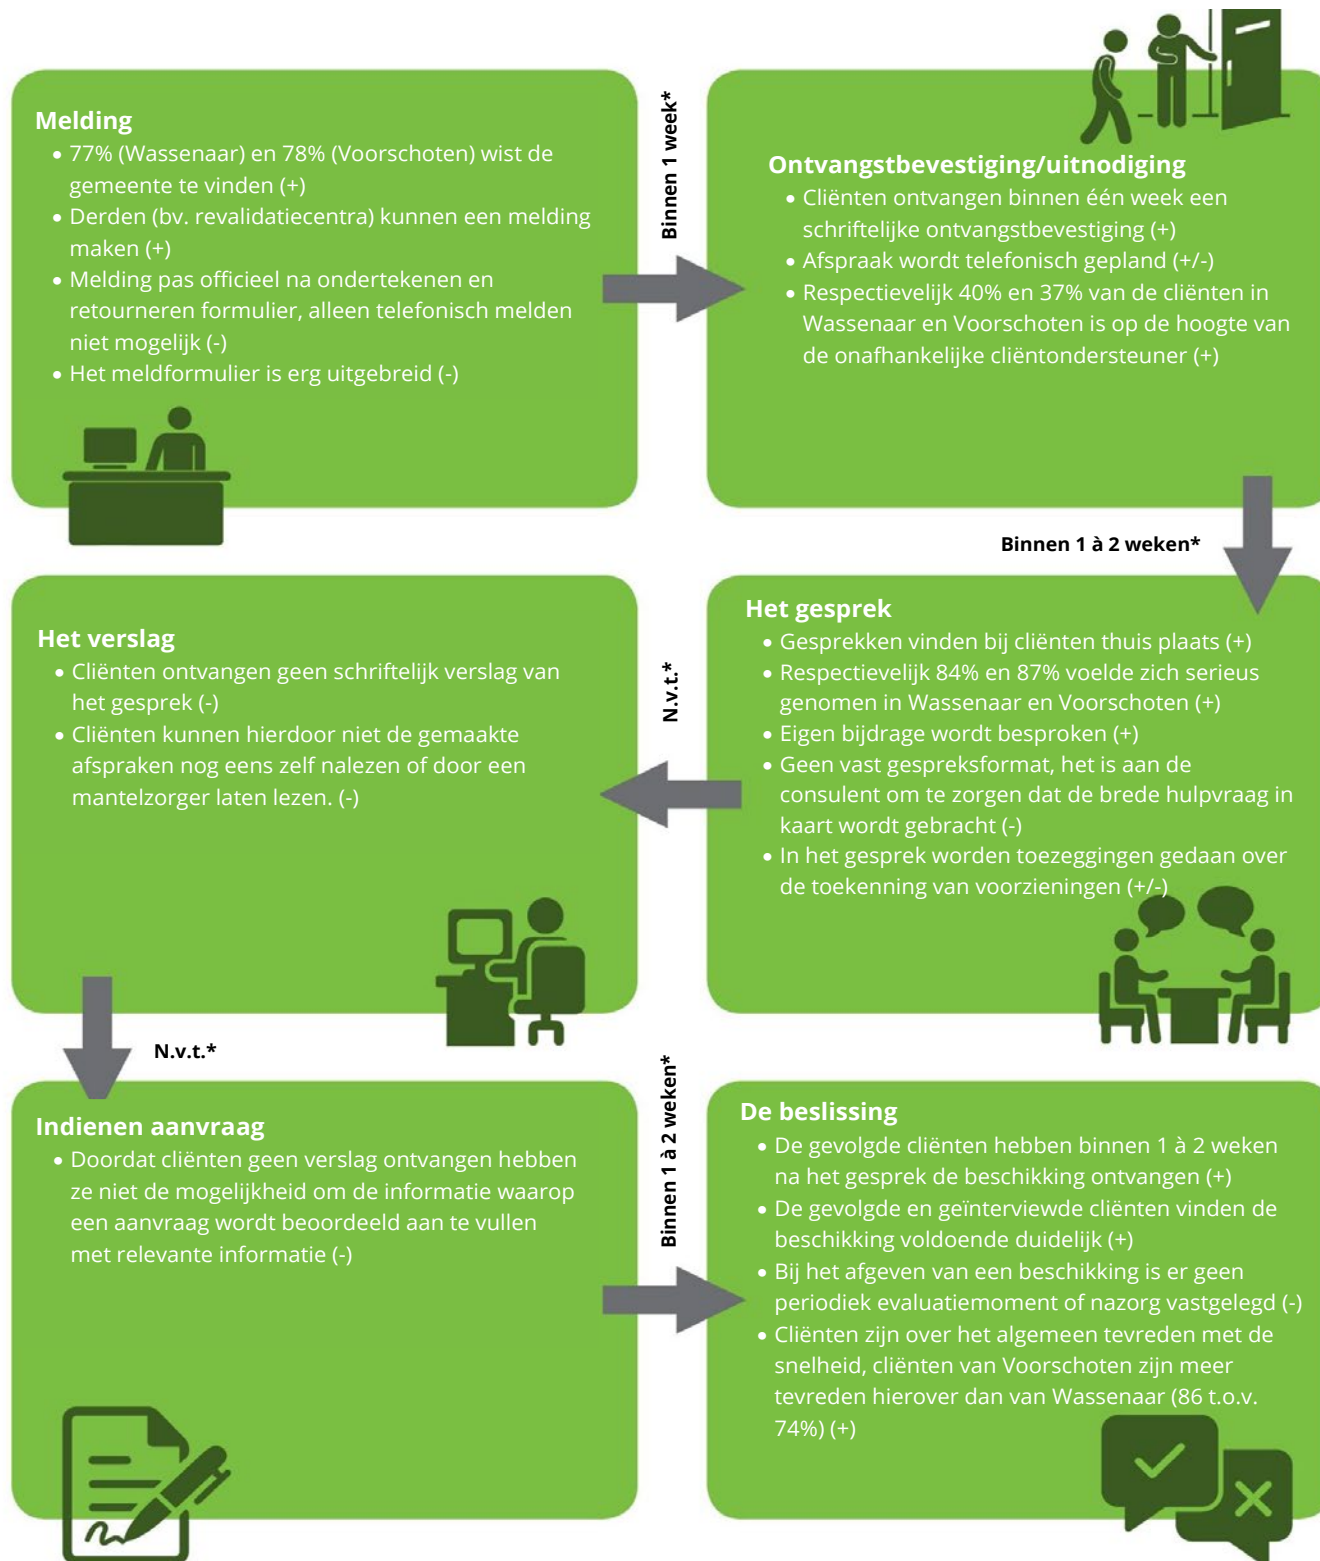 Melding
• 77% (Wassenaar) en 78% (Voorschoten) wist de
gemeente te vinden (+)
• Derden (bv. revalidatiecentra) kunnen een melding
maken (+)
• Melding pas officieel na ondertekenen en
retourneren formulier, alleen telefonisch melden
niet mogelijk (-)
• Het meldformulier is erg uitgebreid (-)
Binnen 1 week*
Ontvangstbevestiging/uitnodiging
• Cliënten ontvangen binnen één week een
schriftelijke ontvangstbevestiging (+)
• Afspraak wordt telefonisch gepland (+/-)
• Respectievelijk 40% en 37% van de cliënten in
Wassenaar en Voorschoten is op de hoogte van
de onafhankelijke cliëntondersteuner (+)
Binnen 1 à 2 weken*
Het gesprek
• Gesprekken vinden bij cliënten thuis plaats (+)
• Respectievelijk 84% en 87% voelde zich serieus
genomen in Wassenaar en Voorschoten (+)
• Eigen bijdrage wordt besproken (+)
• Geen vast gespreksformat, het is aan de
consulent om te zorgen dat de brede hulpvraag in
kaart wordt gebracht (-)
• In het gesprek worden toezeggingen gedaan over
de toekenning van voorzieningen (+/-)
N.v.t.*
Het verslag
• Cliënten ontvangen geen schriftelijk verslag van
het gesprek (-)
• Cliënten kunnen hierdoor niet de gemaakte
afspraken nog eens zelf nalezen of door een
mantelzorger laten lezen. (-)
N.v.t.*
Indienen aanvraag
• Doordat cliënten geen verslag ontvangen hebben
ze niet de mogelijkheid om de informatie waarop
een aanvraag wordt beoordeeld aan te vullen
met relevante informatie (-)
Binnen 1 à 2 weken*
De beslissing
• De gevolgde cliënten hebben binnen 1 à 2 weken
na het gesprek de beschikking ontvangen (+)
• De gevolgde en geïnterviewde cliënten vinden de
beschikking voldoende duidelijk (+)
• Bij het afgeven van een beschikking is er geen
periodiek evaluatiemoment of nazorg vastgelegd (-)
• Cliënten zijn over het algemeen tevreden met de
snelheid, cliënten van Voorschoten zijn meer
tevreden hierover dan van Wassenaar (86 t.o.v.
74%) (+)